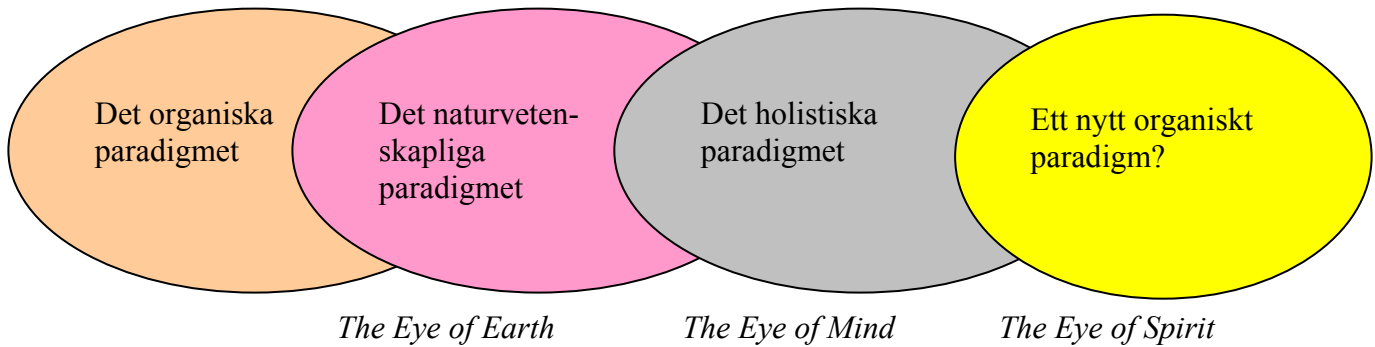 Det organiska
paradigmet
Det naturveten-
skapliga
paradigmet
Det holistiska
paradigmet
Ett nytt organiskt
paradigm?
The Eye of Earth
The Eye of Mind
The Eye of Spirit